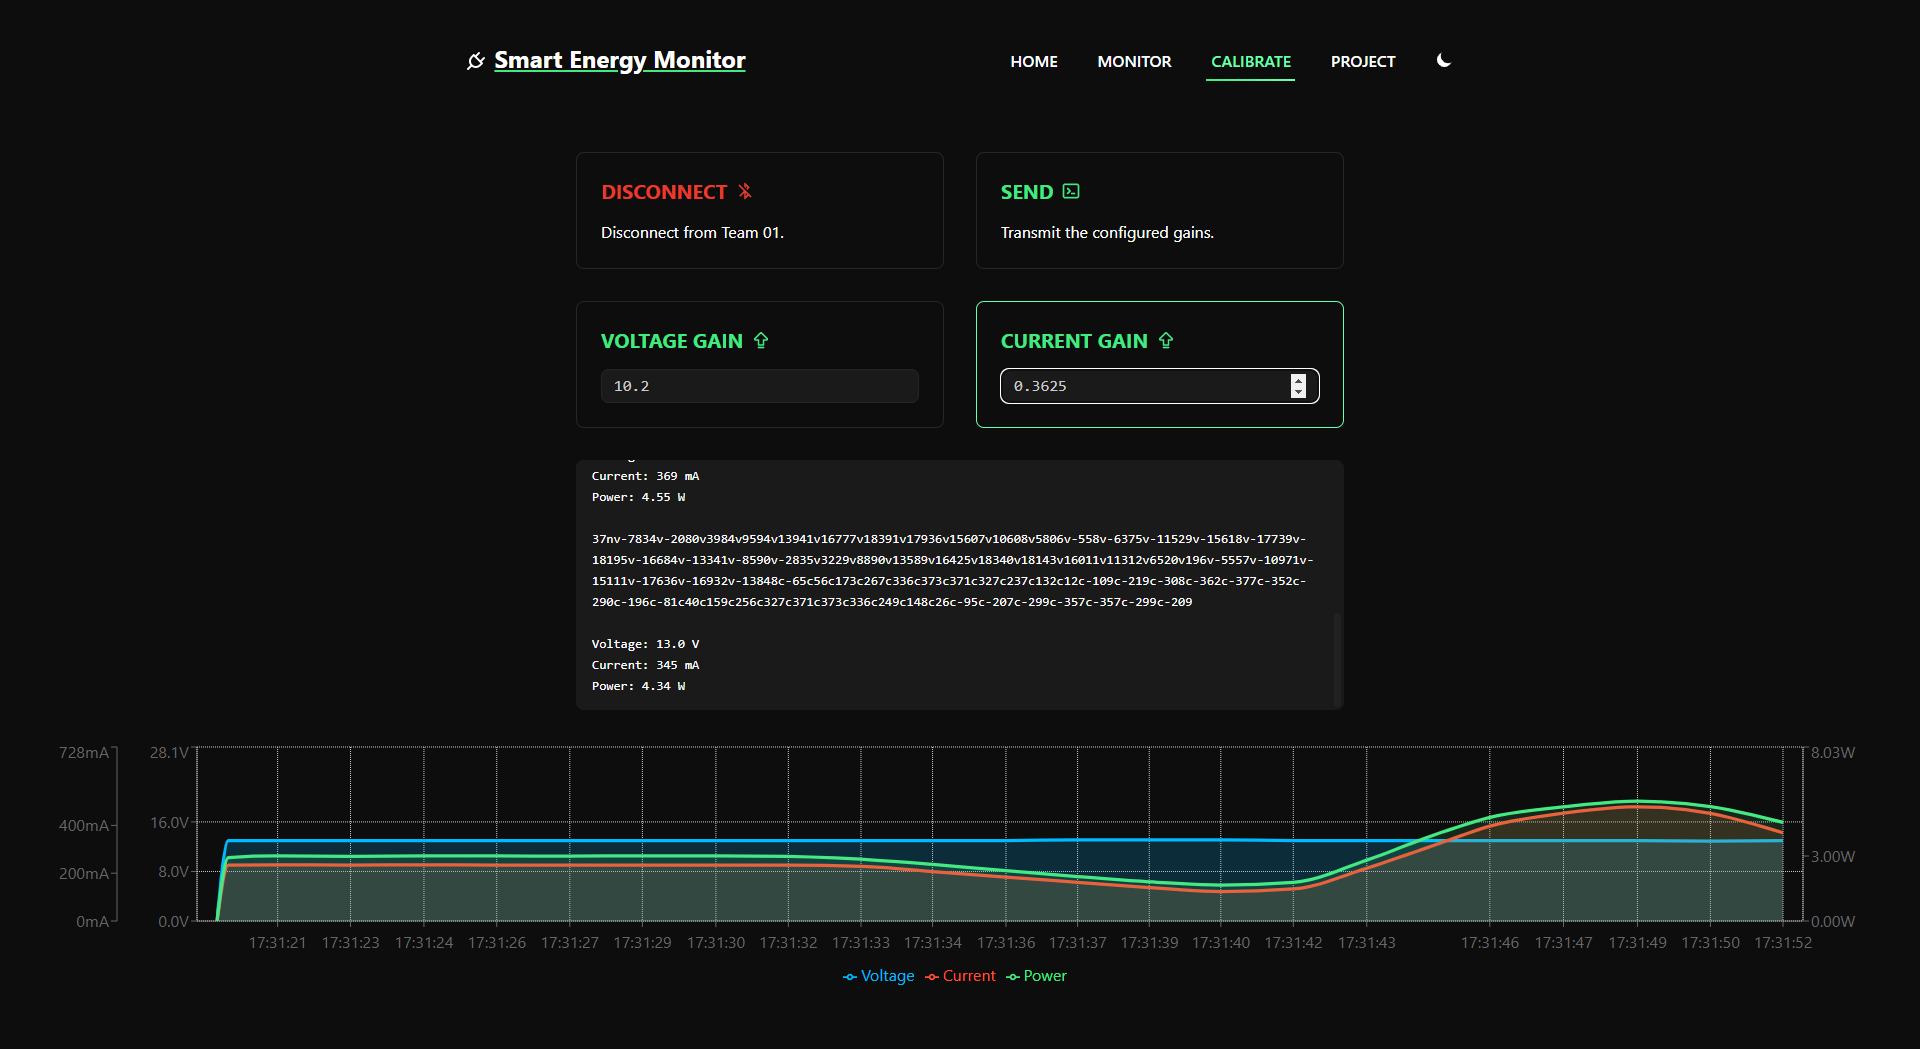 Smart Energy Monitor
HOME MONITOR CALIBRATE PROJECT
DISCONNECT
Disconnect from Team 01.
SEND
Transmit the configured gains.
VOLTAGE GAIN
10.2
CURRENT GAIN
0.3625
Current: 369 mA
Power: 4.55 W
37nv-7834v-2080v3984v9594v13941v16777v18391v17936v15607v10608v5806v-558v-6375v-11529v-15618v-17739v-
18195v-16684v-13341v-8590v-2835v3229v8890v13589v16425v18340v18143v16011v11312v6520v196v-5557v-10971v-
15111v-17636v-16932v-13848c-65c56c173c267c336c373c371c327c237c132c12c-109c-219c-308c-362c-377c-352c-
290c-196c-81c40c159c256c327c371c373c336c249c148c26c-95c-207c-299c-357c-357c-299c-209
Voltage: 13.0 V
Current: 345 mA
Power: 4.34 W
728mA
400mA
200mA
0mA
28.1V
16.0V
8.0V
0.0V
8.03W
3.00W
0.00W
17:31:21 17:31:23 17:31:24 17:31:26 17:31:27 17:31:29 17:31:30 17:31:32 17:31:33 17:31:34 17:31:36 17:31:37 17:31:39 17:31:40 17:31:42 17:31:43 17:31:46 17:31:47 17:31:49 17:31:50 17:31:52
Voltage Current Power